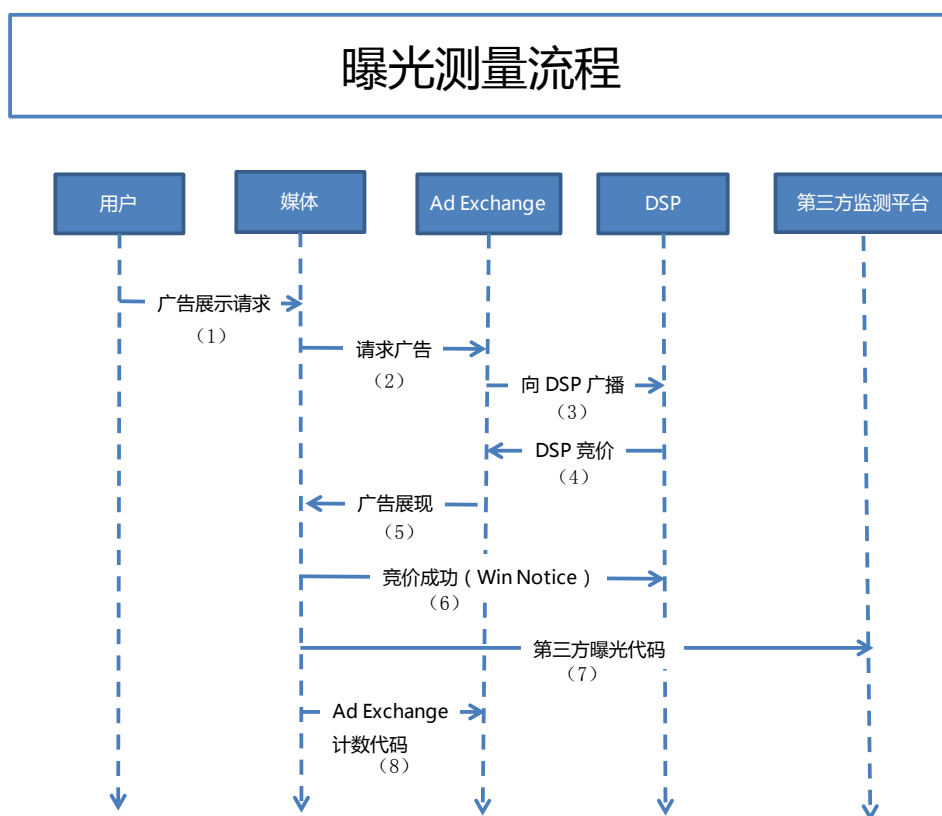 曝光测量流程
用户
媒体
Ad Exchange
DSP
第三方监测平台
广告展示请求
（1）
请求广告
（2）
向 DSP 广播
（3）
DSP 竞价
（4）
广告展现
（5）
竞价成功（Win Notice）
（6）
第三方曝光代码
（7）
Ad Exchange
计数代码
（8）